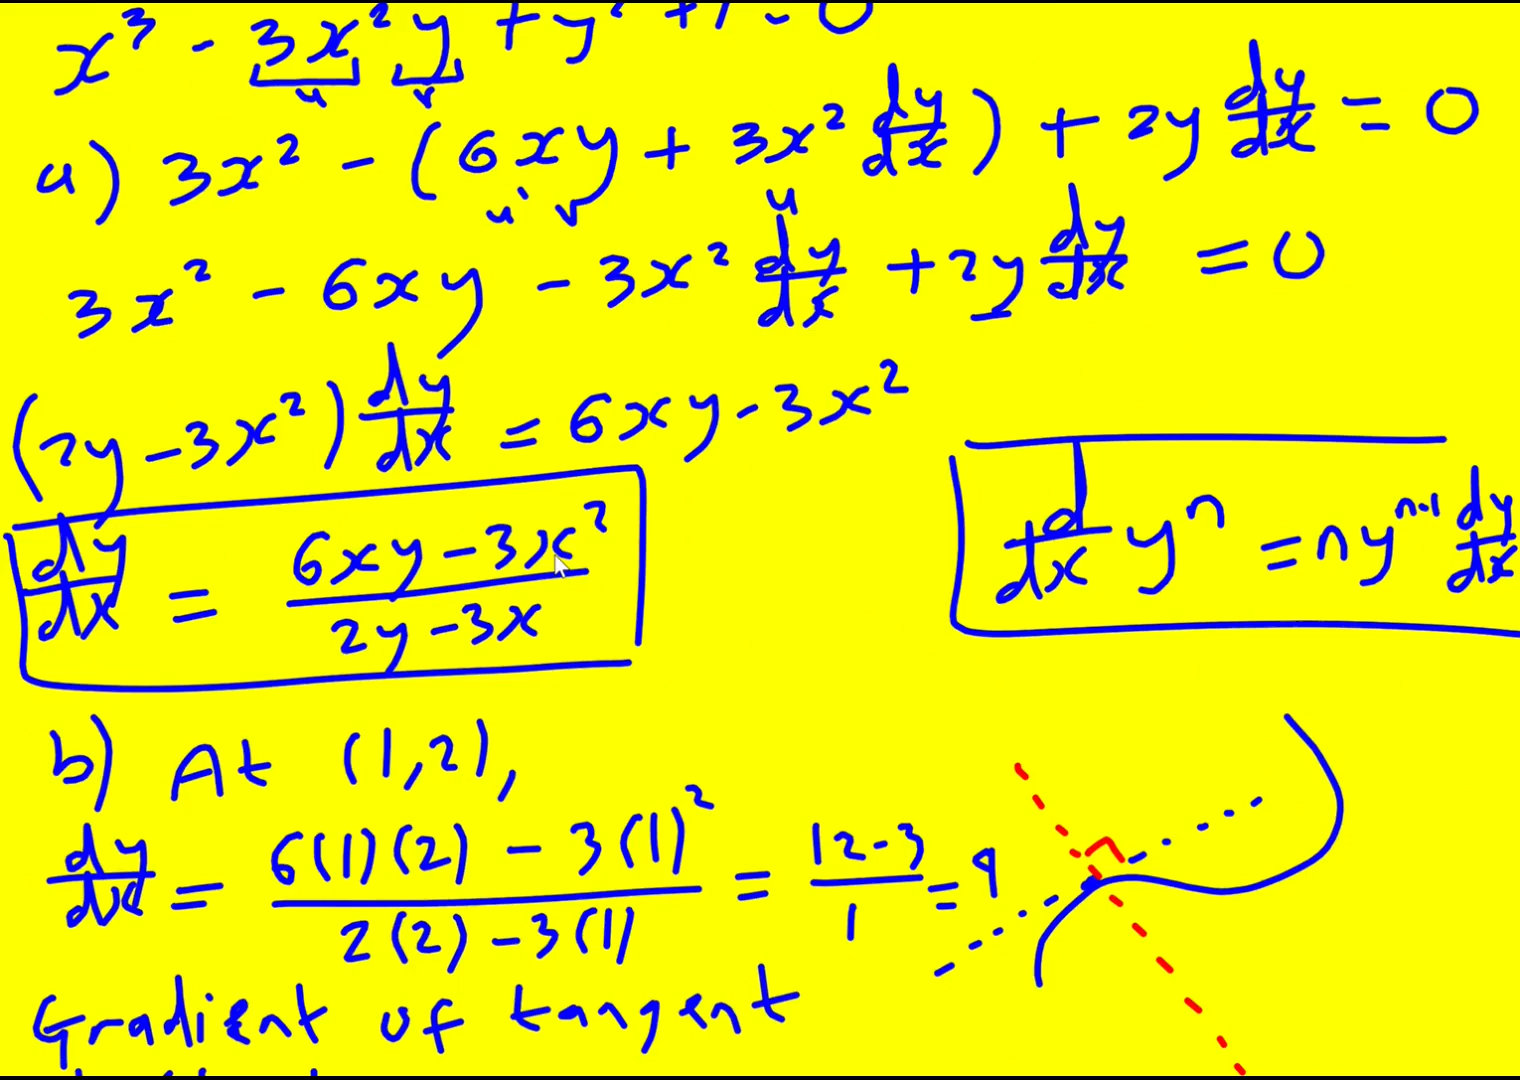 x³ - 3x²y + y² + 1 = 0
u v
a) 3x² - (6xy + 3x² dy/dx) + 2y dy/dx = 0
u' v u
3x² - 6xy - 3x² dy/dx + 2y dy/dx = 0
(2y - 3x²) dy/dx = 6xy - 3x²
dy/dx = (6xy - 3x²)/(2y - 3x)
d/dx yⁿ = nyⁿ⁻¹ dy/dx
b) At (1,2),
dy/dx = (6(1)(2) - 3(1)²)/(2(2) - 3(1)) = (12-3)/1 = 9
Gradient of tangent